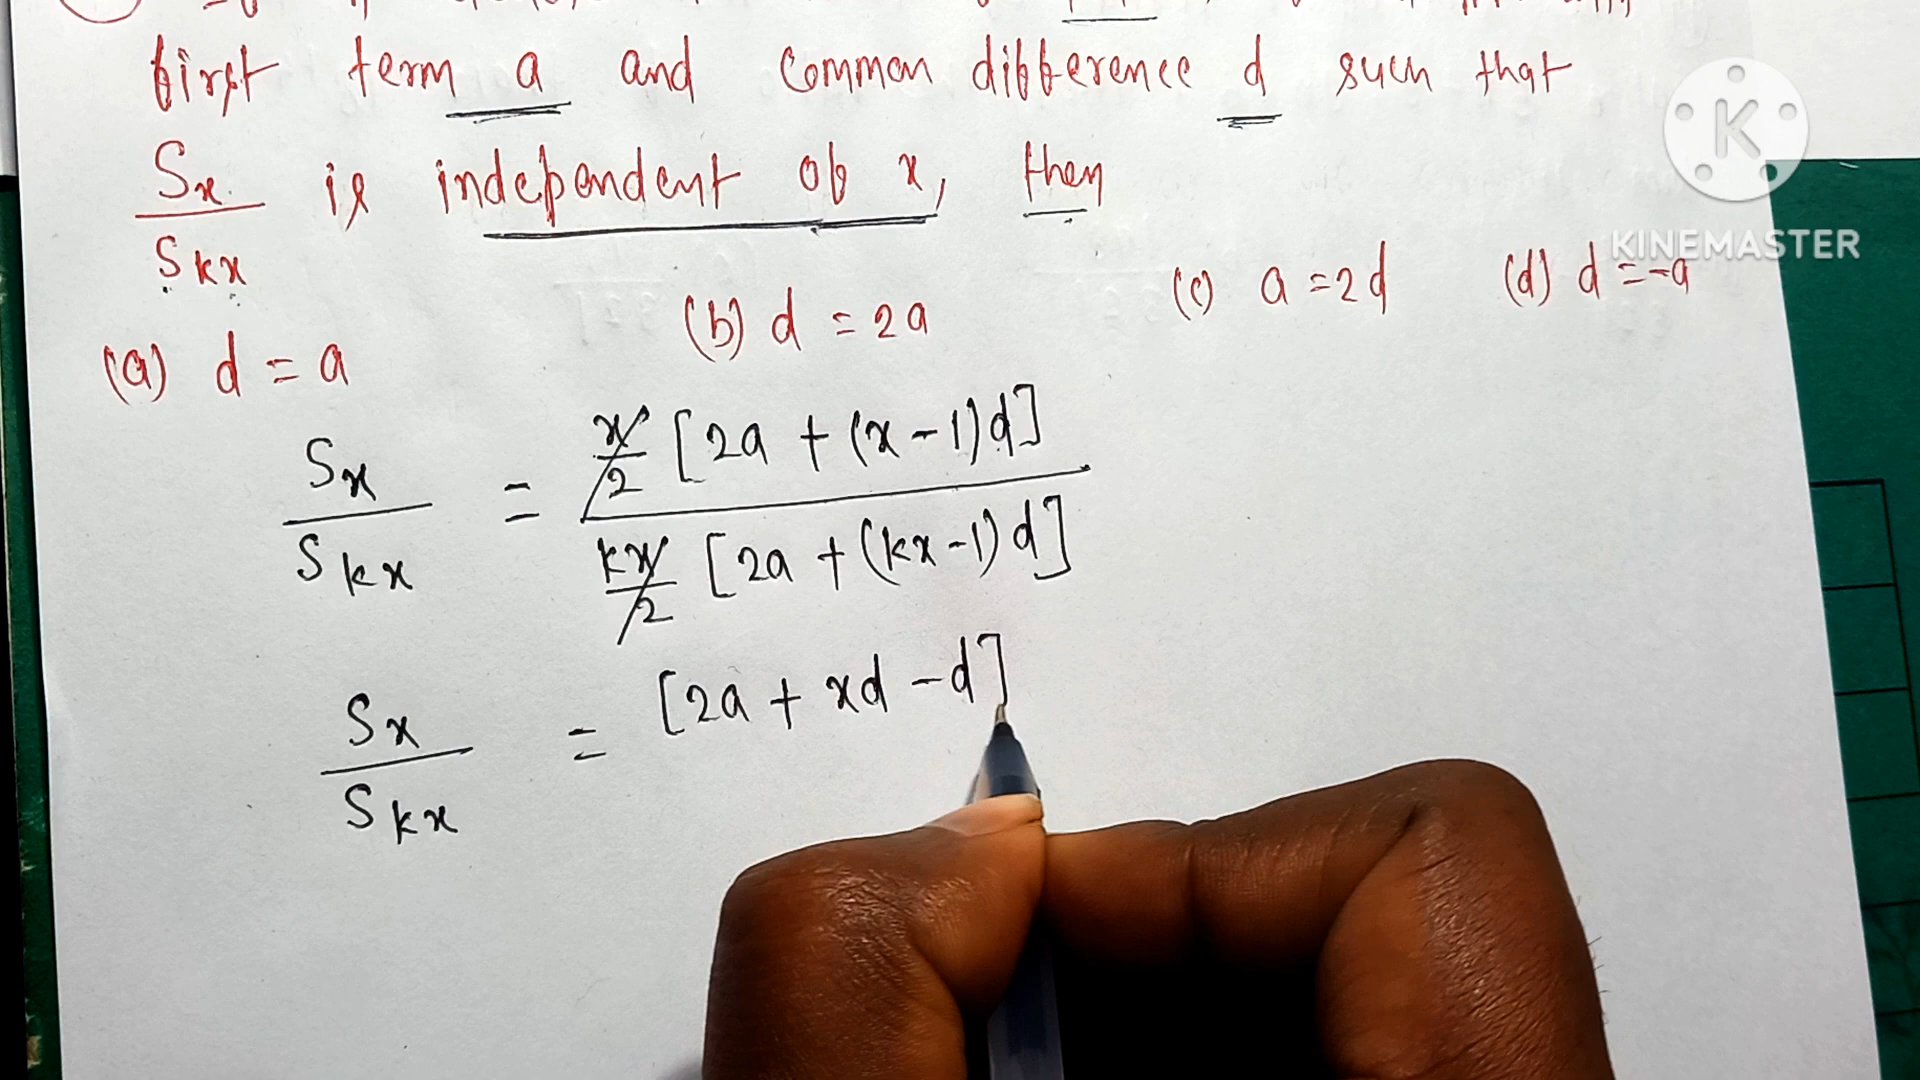 first term a and common difference d such that
Sx/Skx is independent of x, then
(a) d = a (b) d = 2a (c) a = 2d (d) d = -a
Sx/Skx = x/2 [2a + (x - 1)d] / kx/2 [2a + (kx - 1)d]
Sx/Skx = [2a + xd - d]
K
KINEMASTER